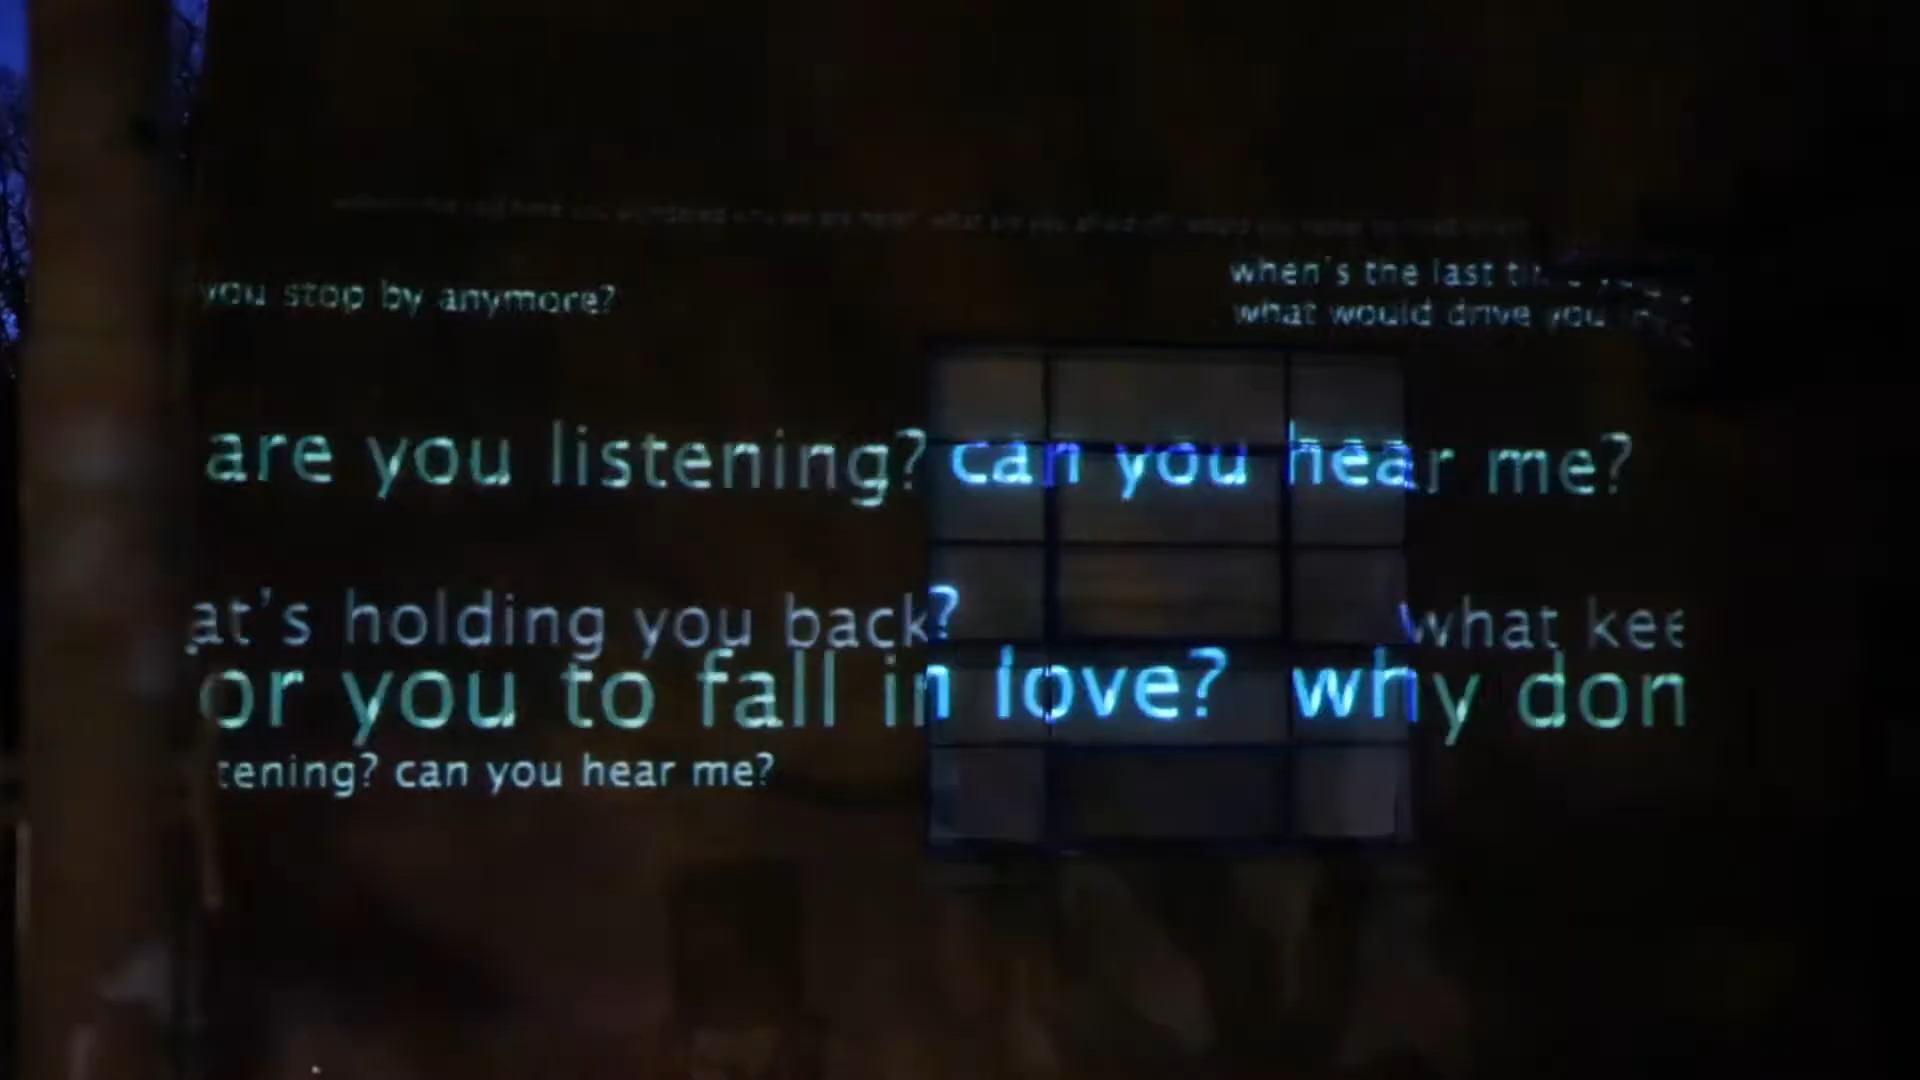 you stop by anymore?
when's the last
what would drive you
are you listening? can you hear me?
at's holding you back? what kee
or you to fall in love? why don
tening? can you hear me?